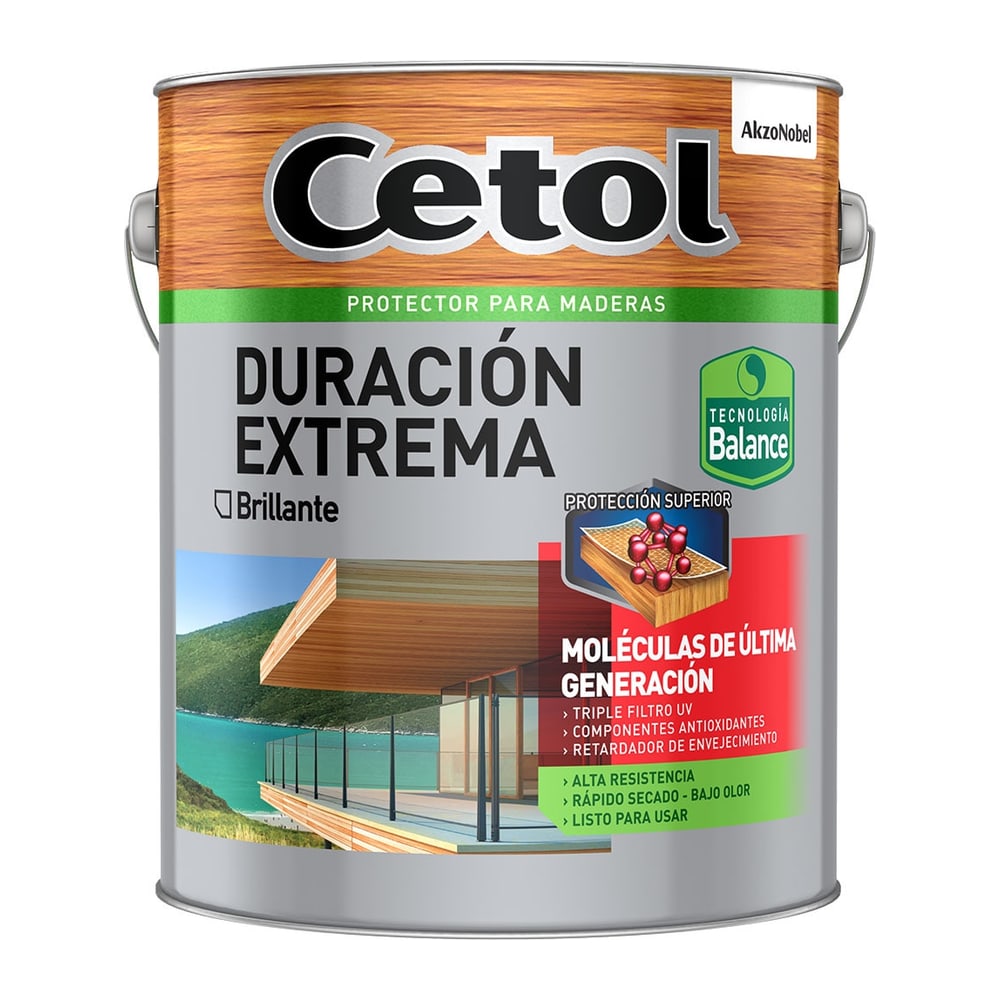 AkzoNobel
Cetol
PROTECTOR PARA MADERAS
DURACIÓN
EXTREMA
Brillante
TECNOLOGÍA
Balance
PROTECCIÓN SUPERIOR
MOLÉCULAS DE ÚLTIMA
GENERACIÓN
› TRIPLE FILTRO UV
› COMPONENTES ANTIOXIDANTES
› RETARDADOR DE ENVEJECIMIENTO
› ALTA RESISTENCIA
› RÁPIDO SECADO - BAJO OLOR
› LISTO PARA USAR